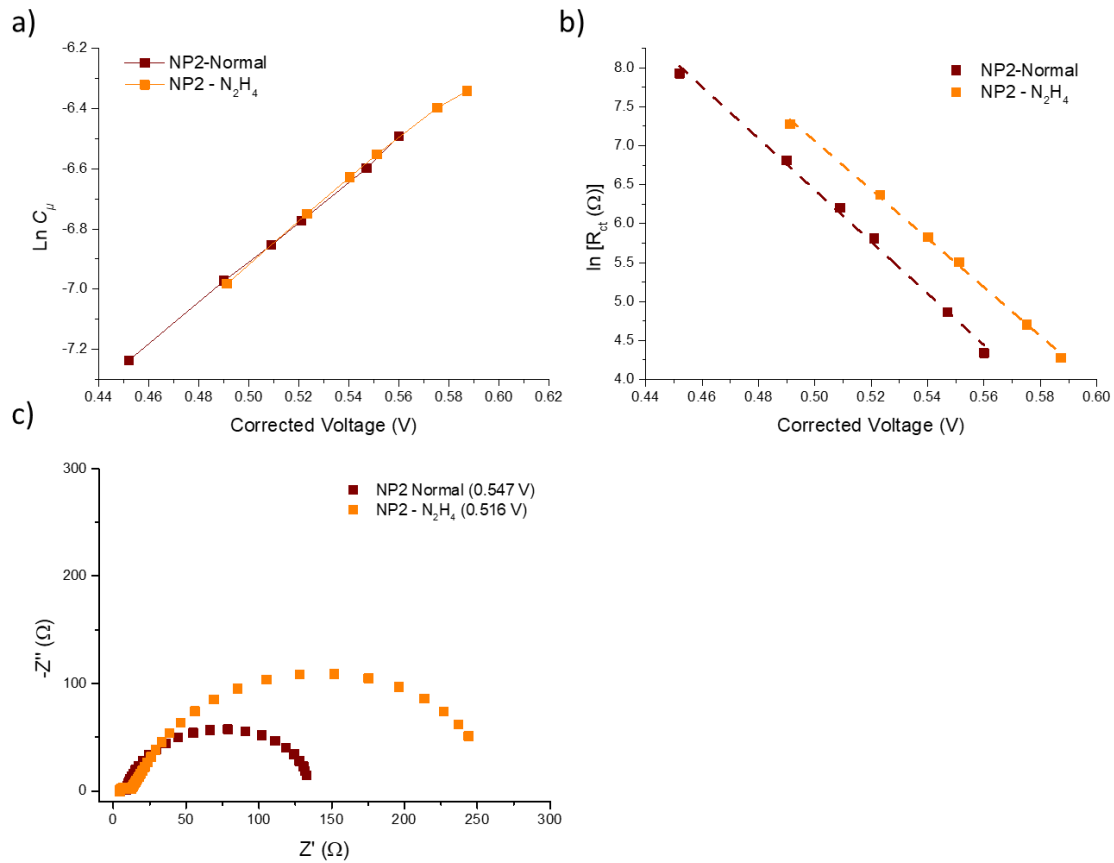 a)
-6.2
-6.4
-6.6
-6.8
-7.0
-7.2
Ln Cμ
NP2-Normal
NP2 - N₂H₄
0.44 0.46 0.48 0.50 0.52 0.54 0.56 0.58 0.60 0.62
Corrected Voltage (V)
b)
8.0
7.5
7.0
6.5
6.0
5.5
5.0
4.5
4.0
ln [Rct (Ω)]
NP2-Normal
NP2 - N₂H₄
0.44 0.46 0.48 0.50 0.52 0.54 0.56 0.58 0.60
Corrected Voltage (V)
c)
300
200
100
0
-Z'' (Ω)
NP2 Normal (0.547 V)
NP2 - N₂H₄ (0.516 V)
0 50 100 150 200 250 300
Z' (Ω)